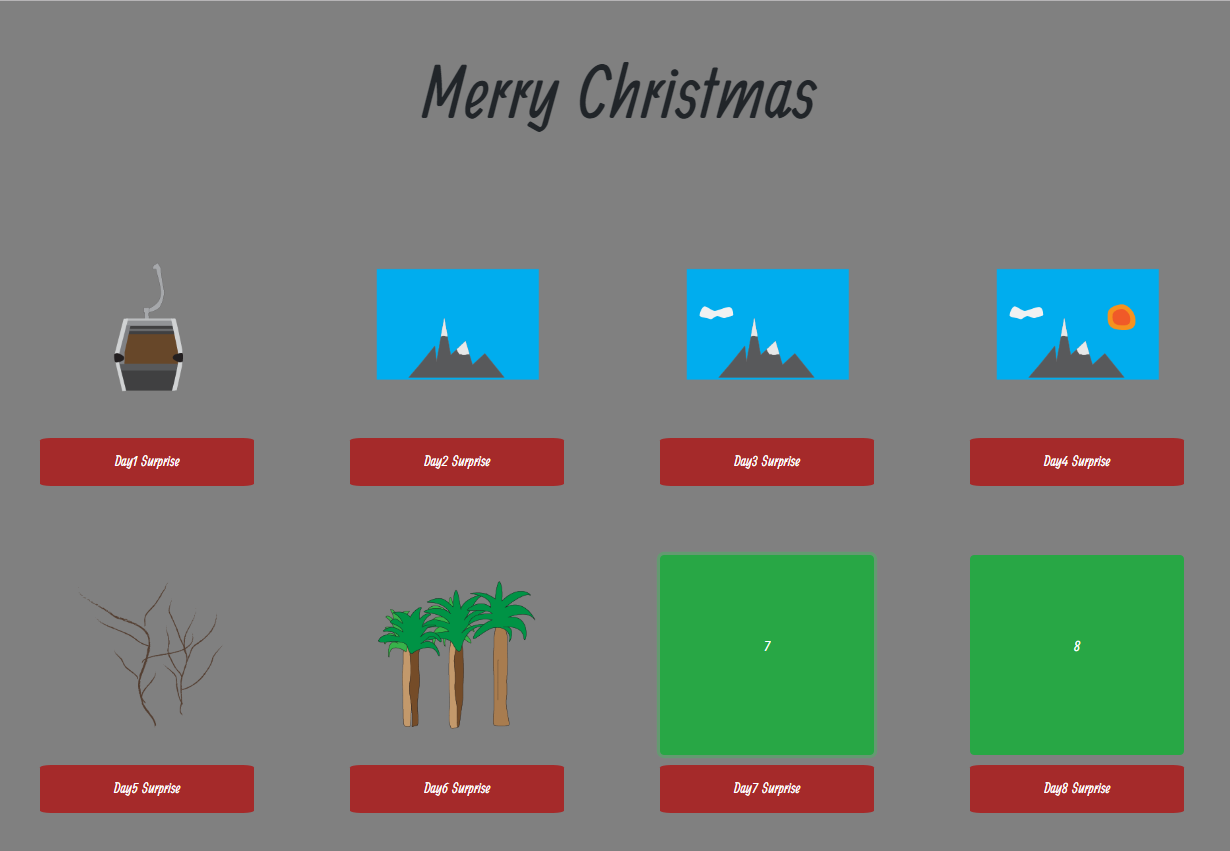 Merry Christmas
Day1 Surprise
Day2 Surprise
Day3 Surprise
Day4 Surprise
7
8
Day5 Surprise
Day6 Surprise
Day7 Surprise
Day8 Surprise